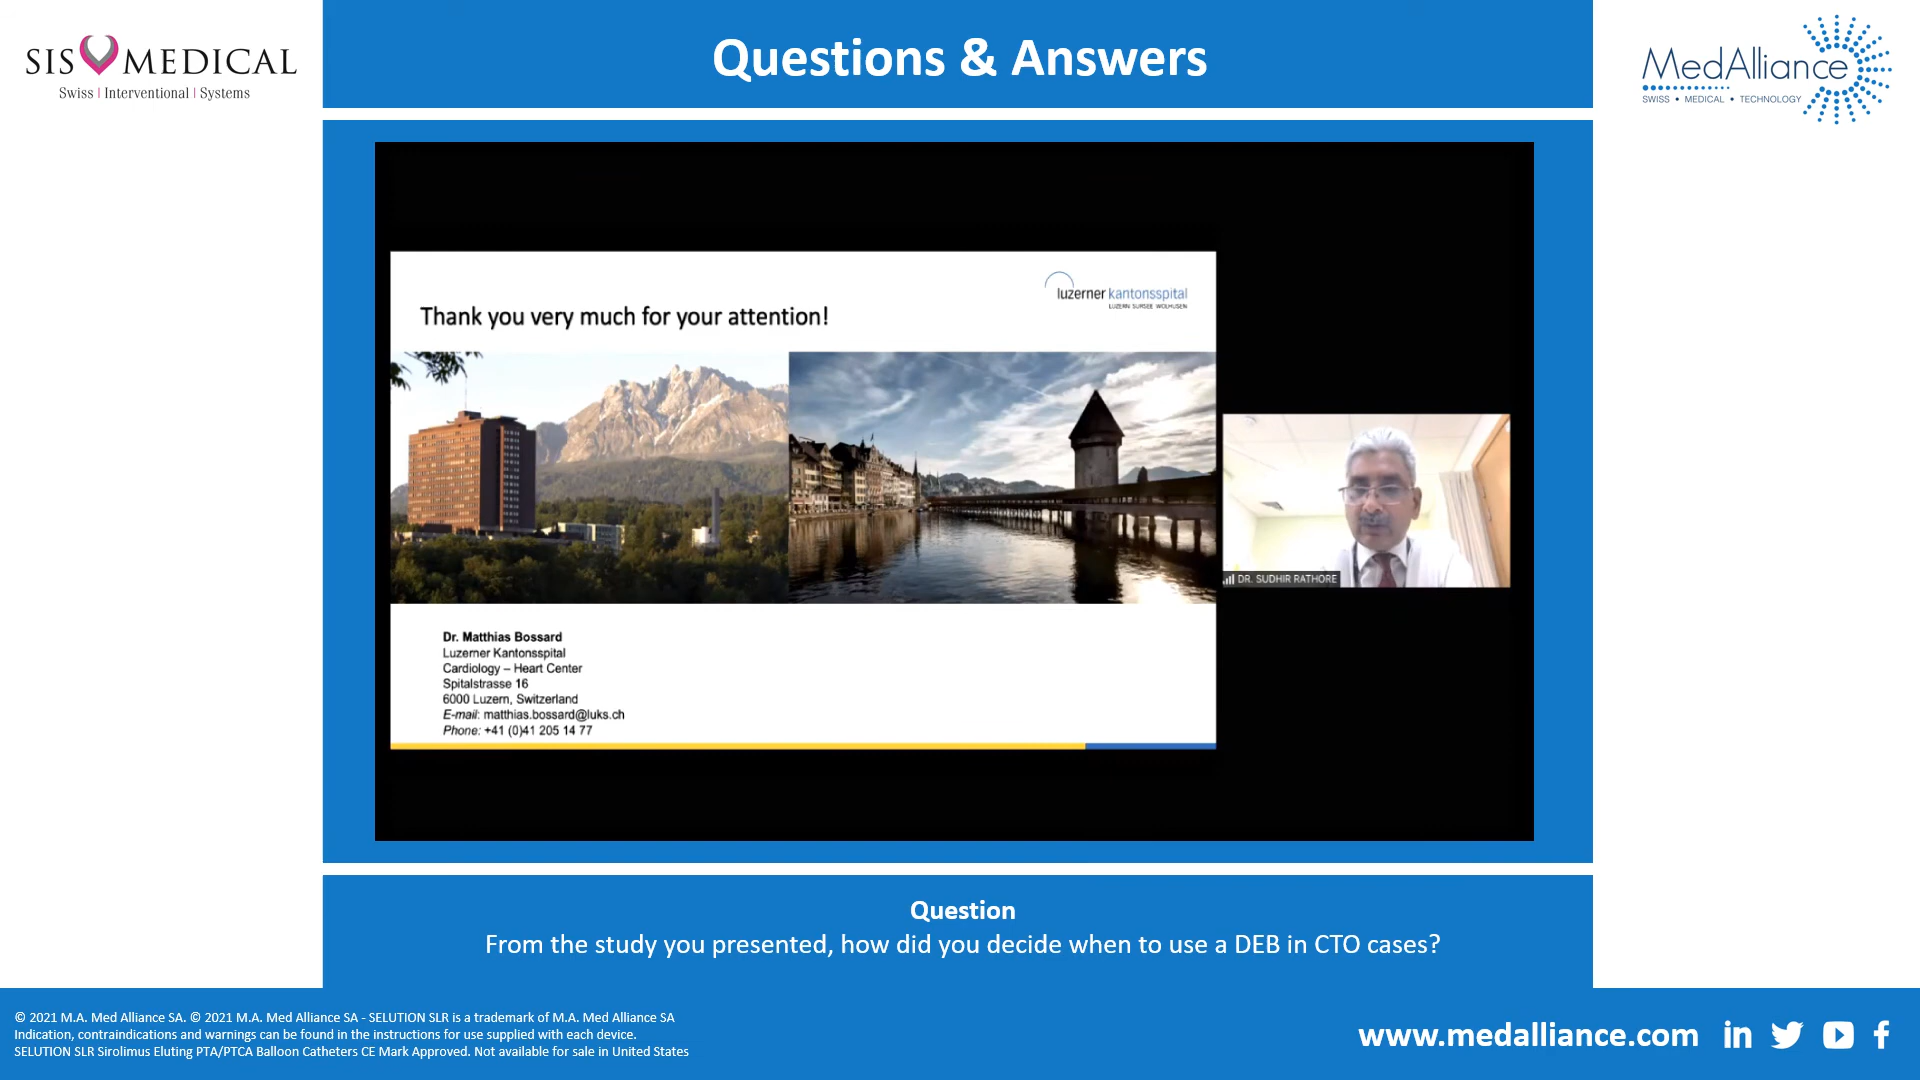 SIS MEDICAL
Swiss | Interventional | Systems
Questions & Answers
MedAlliance
SWISS • MEDICAL • TECHNOLOGY
luzerner kantonsspital
LUZERN SURSEE WOLHUSEN
Thank you very much for your attention!
DR. SUDHIR RATHORE
Dr. Matthias Bossard
Luzerner Kantonsspital
Cardiology – Heart Center
Spitalstrasse 16
6000 Luzern, Switzerland
E-mail: matthias.bossard@luks.ch
Phone: +41 (0)41 205 14 77
Question
From the study you presented, how did you decide when to use a DEB in CTO cases?
© 2021 M.A. Med Alliance SA. © 2021 M.A. Med Alliance SA - SELUTION SLR is a trademark of M.A. Med Alliance SA
Indication, contraindications and warnings can be found in the instructions for use supplied with each device.
SELUTION SLR Sirolimus Eluting PTA/PTCA Balloon Catheters CE Mark Approved. Not available for sale in United States
www.medalliance.com